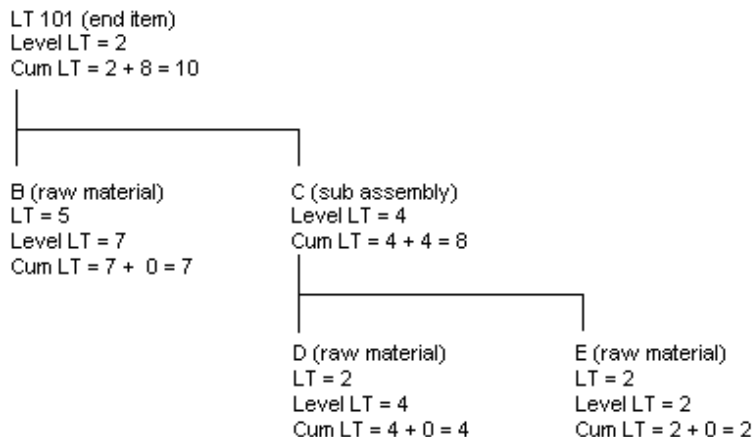 LT 101 (end item)
Level LT = 2
Cum LT = 2 + 8 = 10
B (raw material)
LT = 5
Level LT = 7
Cum LT = 7 + 0 = 7
C (sub assembly)
Level LT = 4
Cum LT = 4 + 4 = 8
D (raw material)
LT = 2
Level LT = 4
Cum LT = 4 + 0 = 4
E (raw material)
LT = 2
Level LT = 2
Cum LT = 2 + 0 = 2